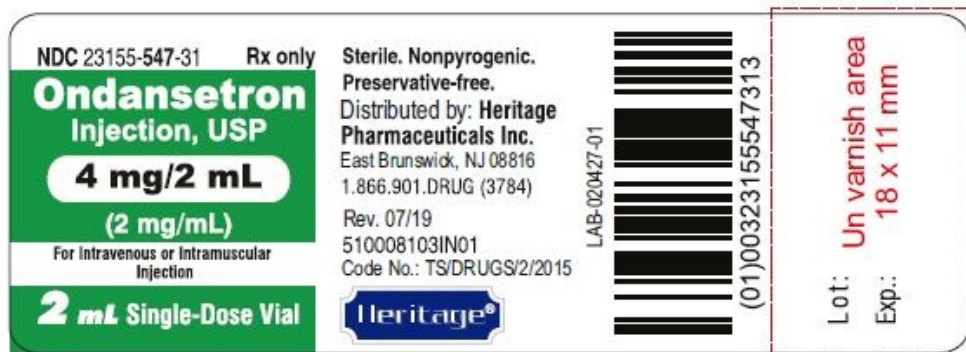 NDC 23155-547-31 Rx only
Ondansetron
Injection, USP
4 mg/2 mL
(2 mg/mL)
For Intravenous or Intramuscular
Injection
2 mL Single-Dose Vial
Sterile. Nonpyrogenic.
Preservative-free.
Distributed by: Heritage
Pharmaceuticals Inc.
East Brunswick, NJ 08816
1.866.901.DRUG (3784)
Rev. 07/19
510008103IN01
Code No.: TS/DRUGS/2/2015
Heritage®
LAB-020427-01
(01)00323155547313
Lot:
Exp.:
Un varnish area
18 x 11 mm